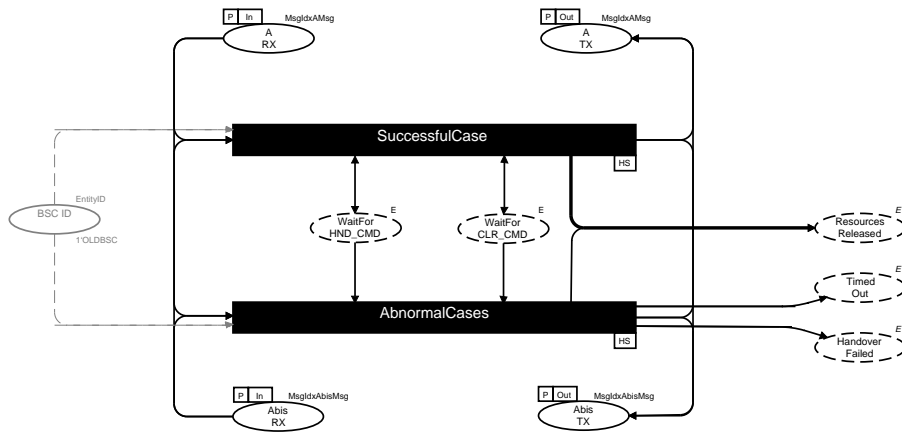 P In MsgIdxAMsg
A
RX
P Out MsgIdxAMsg
A
TX
SuccessfulCase
HS
EntityID
BSC ID
1'OLDBSC
E
WaitFor
HND_CMD
E
WaitFor
CLR_CMD
E
Resources
Released
E
Timed
Out
AbnormalCases
HS
E
Handover
Failed
P In MsgIdxAbisMsg
Abis
RX
P Out MsgIdxAbisMsg
Abis
TX